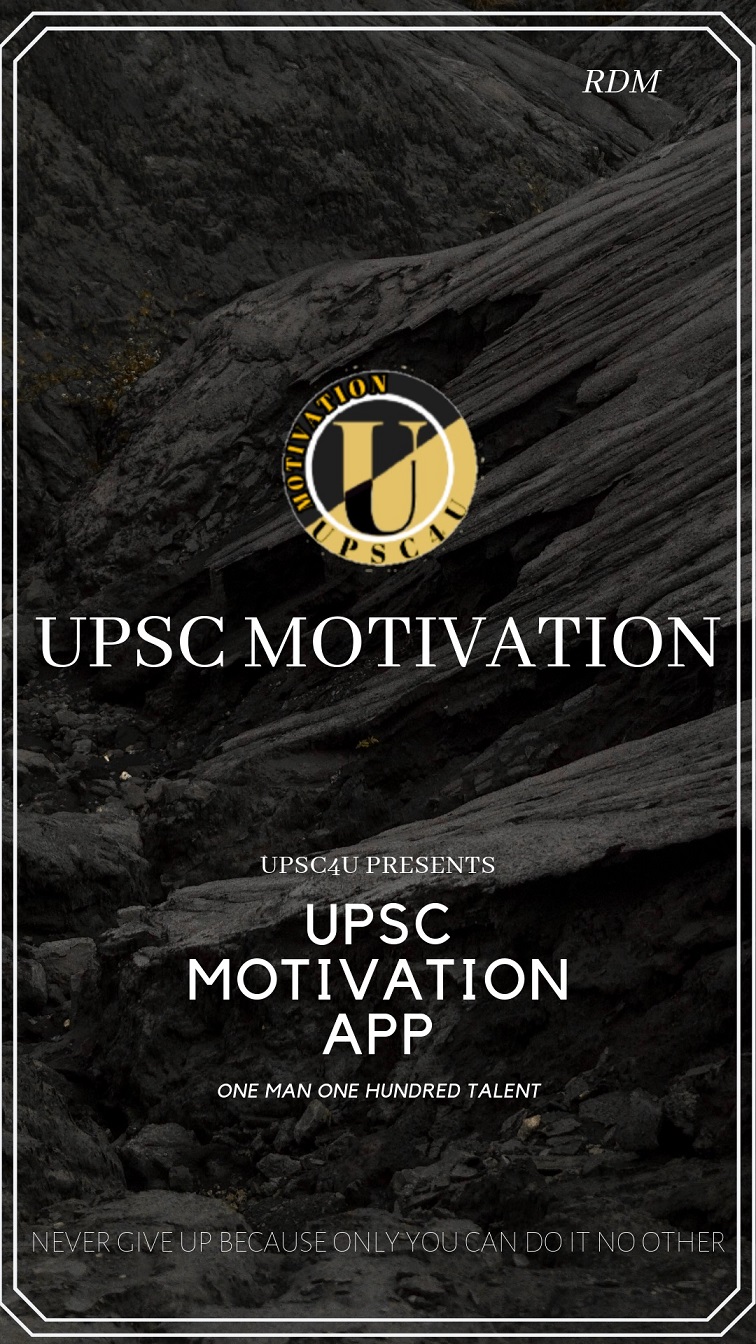 RDM
MOTIVATION
U
UPSC4U
UPSC MOTIVATION
UPSC4U PRESENTS
UPSC
MOTIVATION
APP
ONE MAN ONE HUNDRED TALENT
NEVER GIVE UP BECAUSE ONLY YOU CAN DO IT NO OTHER